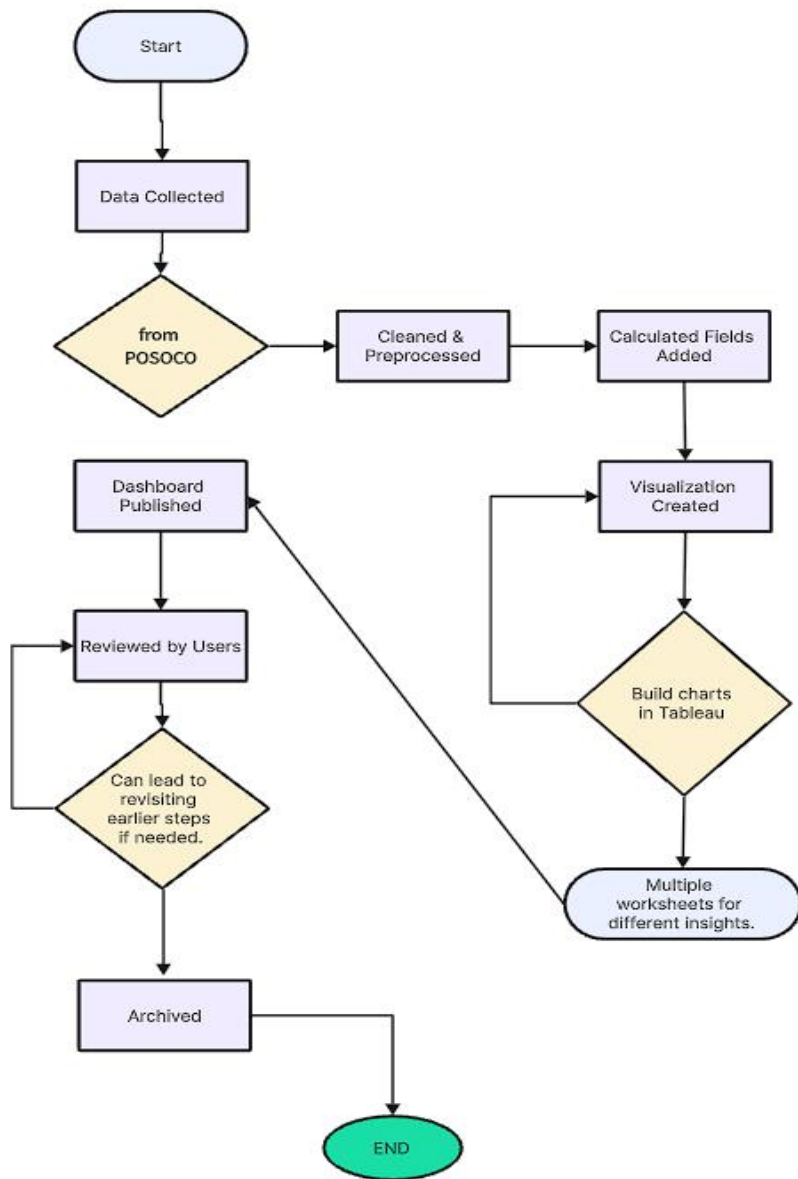 Start
Data Collected
from
POSOCO
Cleaned &
Preprocessed
Calculated Fields
Added
Visualization
Created
Build charts
in Tableau
Multiple
worksheets for
different insights.
Dashboard
Published
Reviewed by Users
Can lead to
revisiting
earlier steps
if needed.
Archived
END